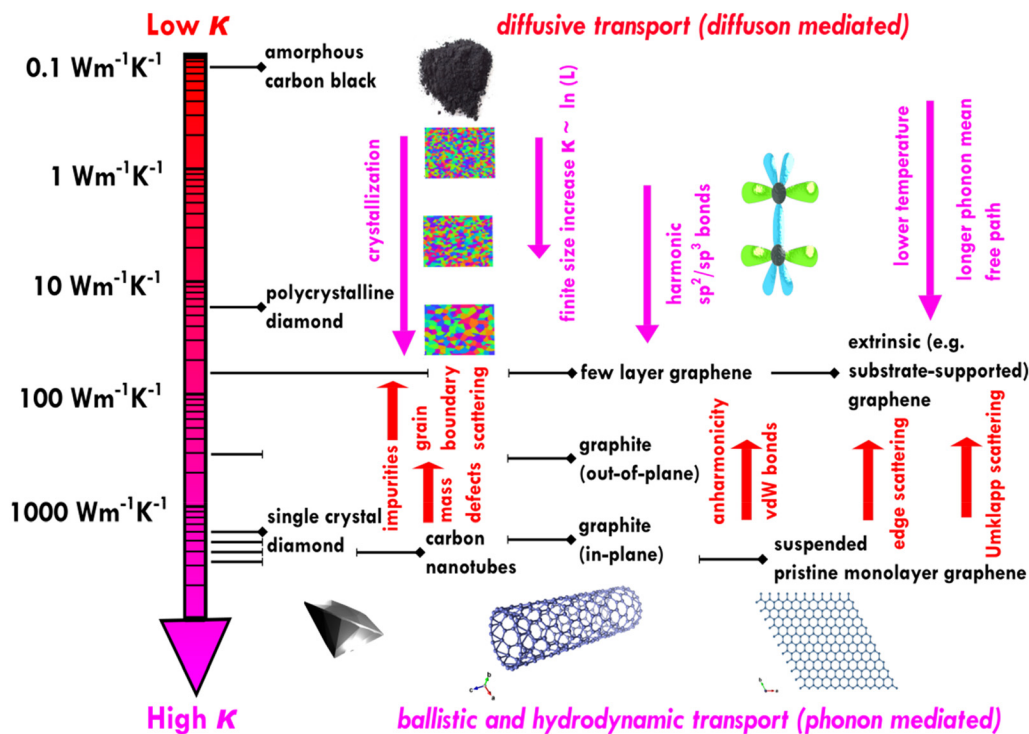 Low κ
diffusive transport (diffuson mediated)
0.1 Wm⁻¹K⁻¹
amorphous
carbon black
1 Wm⁻¹K⁻¹
crystallization
finite size increase K ~ ln (L)
harmonic
sp²/sp³ bonds
lower temperature
longer phonon mean
free path
10 Wm⁻¹K⁻¹
polycrystalline
diamond
few layer graphene
extrinsic (e.g.
substrate-supported)
graphene
100 Wm⁻¹K⁻¹
impurities
grain
boundary
scattering
mass
defects
graphite
(out-of-plane)
anharmonicity
vdW bonds
edge scattering
Umklapp scattering
1000 Wm⁻¹K⁻¹
single crystal
diamond
carbon
nanotubes
graphite
(in-plane)
suspended
pristine monolayer graphene
b
c
a
b
a
High κ
ballistic and hydrodynamic transport (phonon mediated)